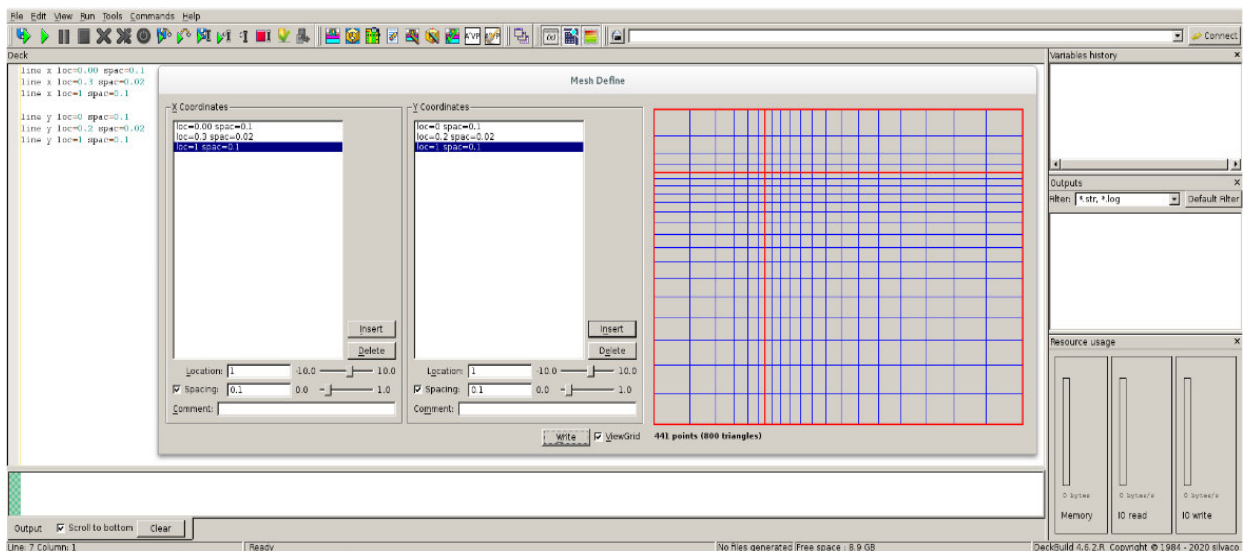 File Edit View Run Tools Commands Help
Connect
Deck
Variables history
line x loc=0.00 spac=0.1
line x loc=0.3 spac=0.02
line x loc=1 spac=0.1
line y loc=0 spac=0.1
line y loc=0.2 spac=0.02
line y loc=1 spac=0.1
Mesh Define
X Coordinates
loc=0.00 spac=0.1
loc=0.3 spac=0.02
loc=1 spac=0.1
Insert
Delete
Location: 1 -10.0 10.0
Spacing: 0.1 0.0 1.0
Comment:
Y Coordinates
loc=0 spac=0.1
loc=0.2 spac=0.02
loc=1 spac=0.1
Insert
Delete
Location: 1 -10.0 10.0
Spacing: 0.1 0.0 1.0
Comment:
Write ViewGrid 441 points (800 triangles)
Outputs
Filter: *.str, *.log Default Filter
Resource usage
0 bytes 0 bytes/s 0 bytes/s
Memory IO read IO write
Output Scroll to bottom Clear
Line: 7 Column: 1 Ready No files generated Free space : 8.9 GB DeckBuild 4.6.2.R Copyright © 1984 - 2020 silvaco